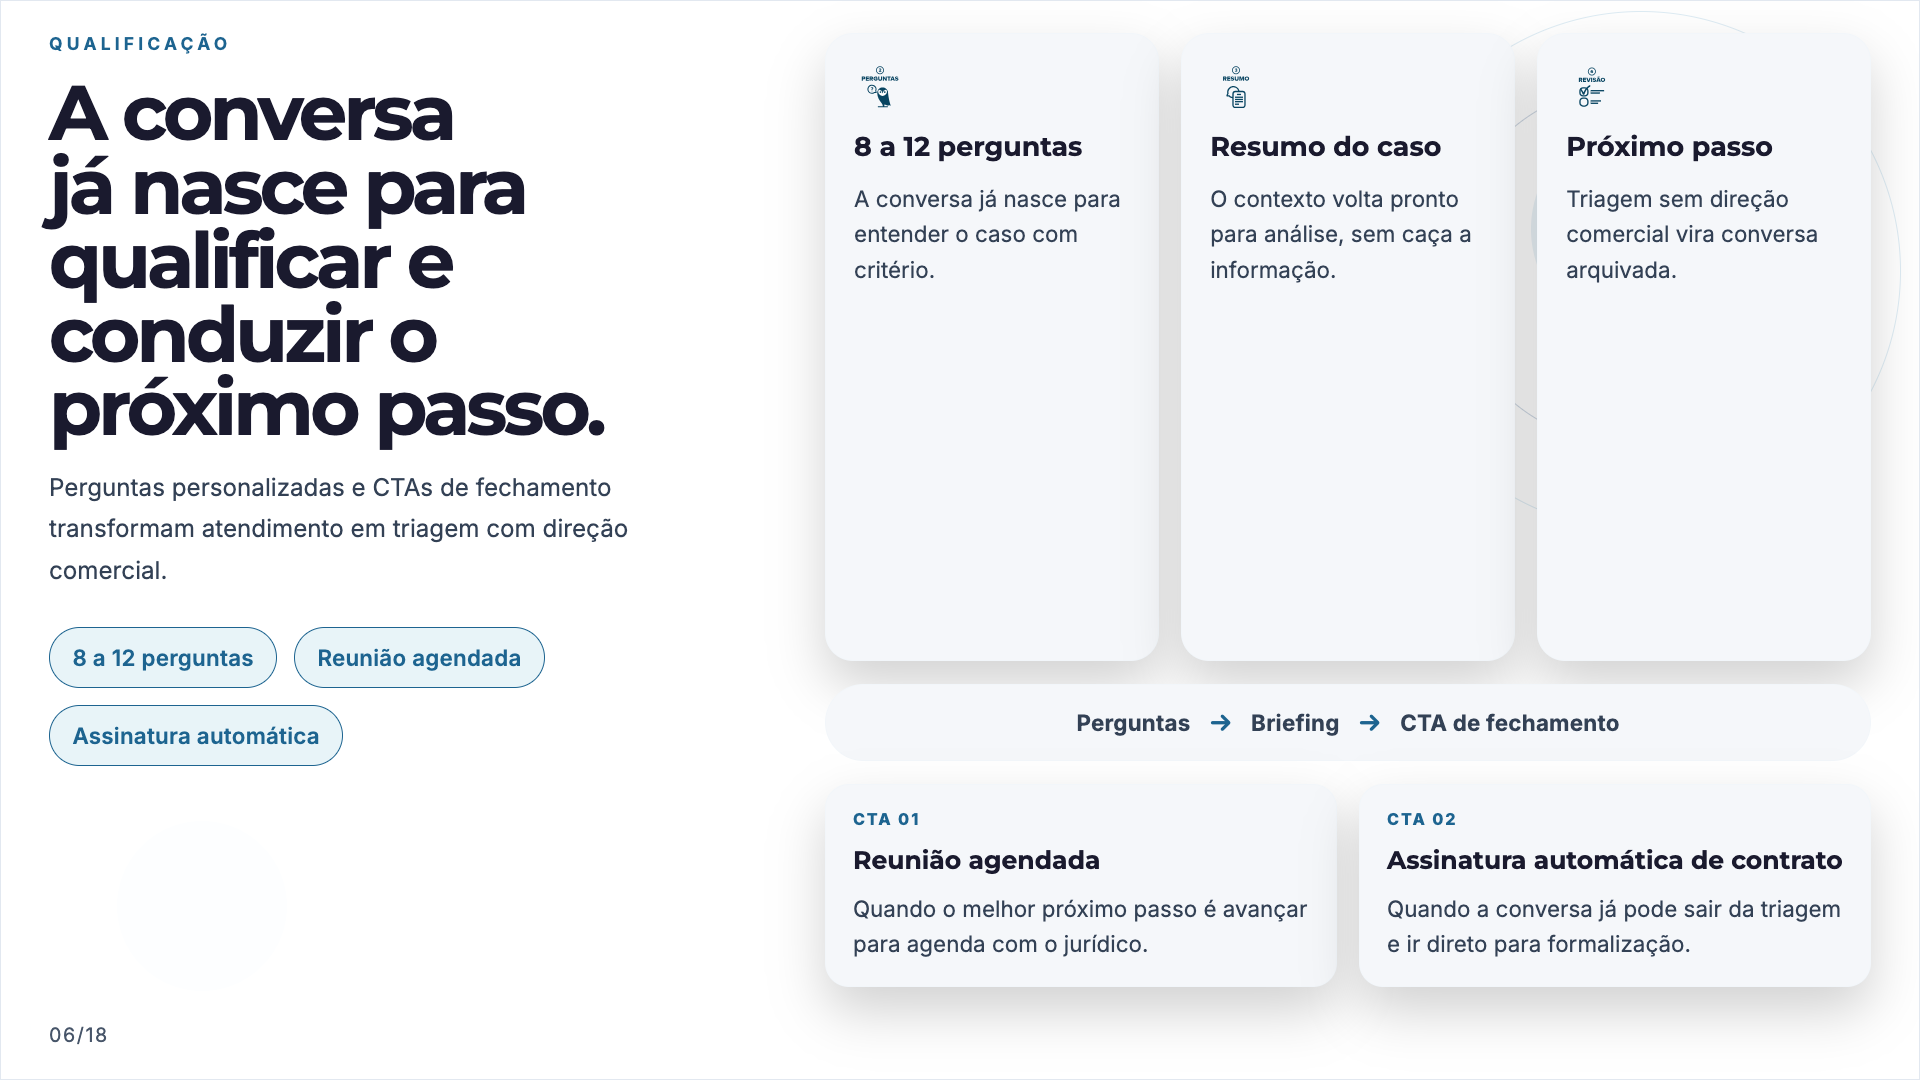 QUALIFICAÇÃO
A conversa
já nasce para
qualificar e
conduzir o
próximo passo.
Perguntas personalizadas e CTAs de fechamento
transformam atendimento em triagem com direção
comercial.
8 a 12 perguntas
Reunião agendada
Assinatura automática
06/18
PERGUNTAS
8 a 12 perguntas
A conversa já nasce para
entender o caso com
critério.
RESUMO
Resumo do caso
O contexto volta pronto
para análise, sem caça a
informação.
REVISÃO
Próximo passo
Triagem sem direção
comercial vira conversa
arquivada.
Perguntas → Briefing → CTA de fechamento
CTA 01
Reunião agendada
Quando o melhor próximo passo é avançar
para agenda com o jurídico.
CTA 02
Assinatura automática de contrato
Quando a conversa já pode sair da triagem
e ir direto para formalização.